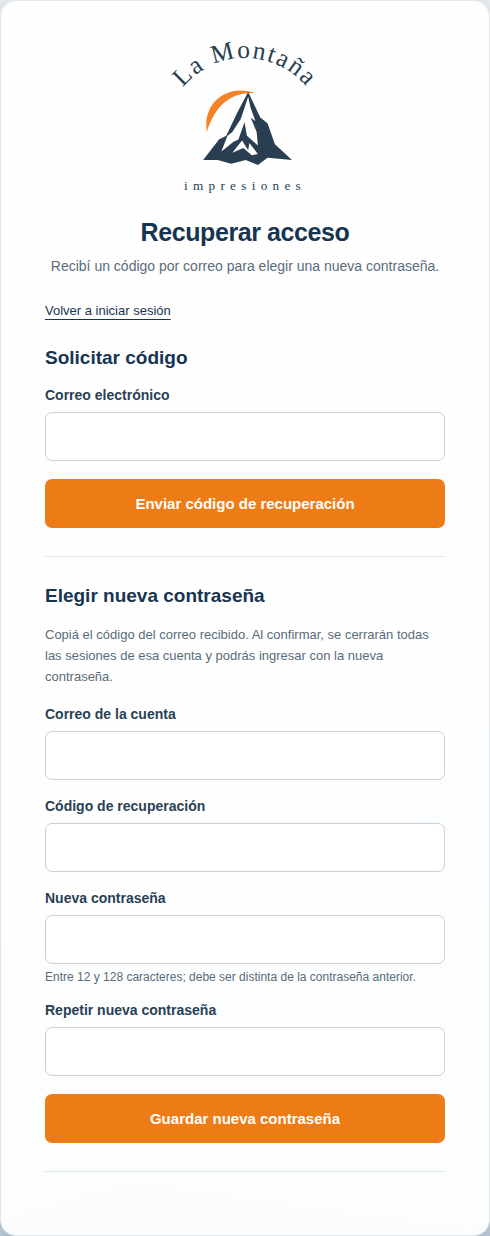 La Montaña
impresiones
Recuperar acceso
Recibí un código por correo para elegir una nueva contraseña.
Volver a iniciar sesión
Solicitar código
Correo electrónico
Enviar código de recuperación
Elegir nueva contraseña
Copiá el código del correo recibido. Al confirmar, se cerrarán todas
las sesiones de esa cuenta y podrás ingresar con la nueva
contraseña.
Correo de la cuenta
Código de recuperación
Nueva contraseña
Entre 12 y 128 caracteres; debe ser distinta de la contraseña anterior.
Repetir nueva contraseña
Guardar nueva contraseña